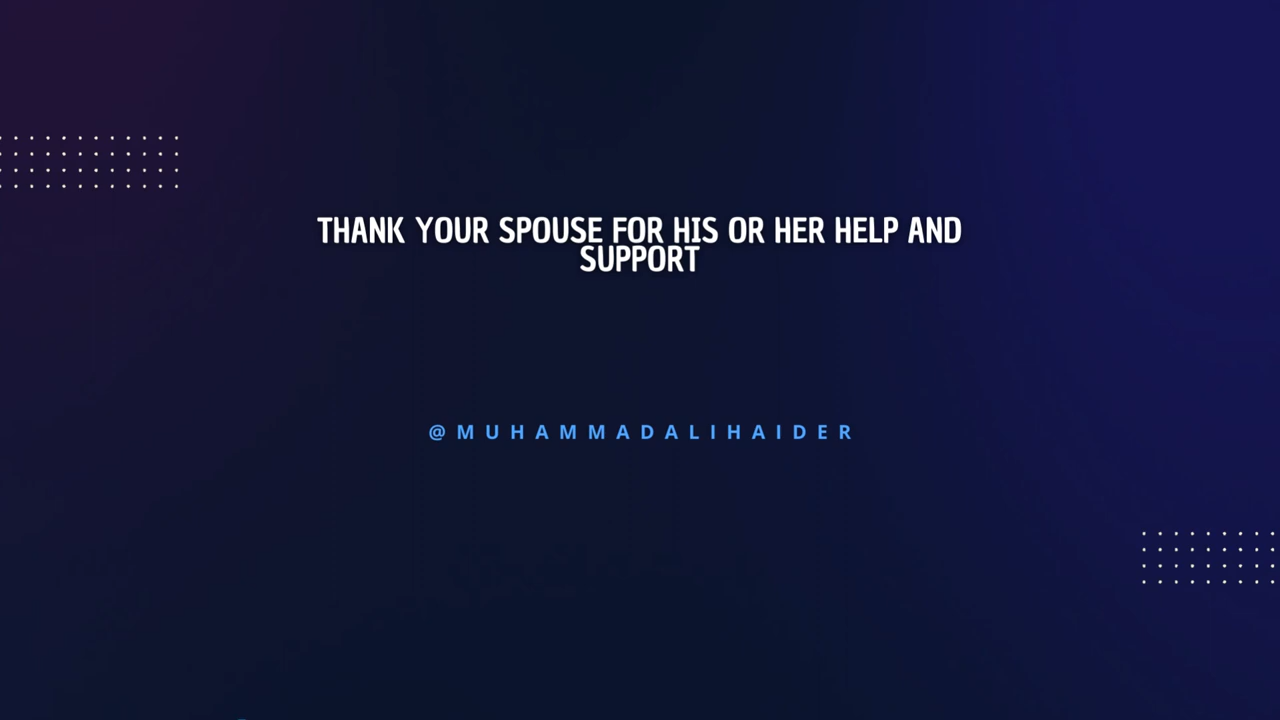 THANK YOUR SPOUSE FOR HIS OR HER HELP AND
SUPPORT
@MUHAMMADALIHAIDER